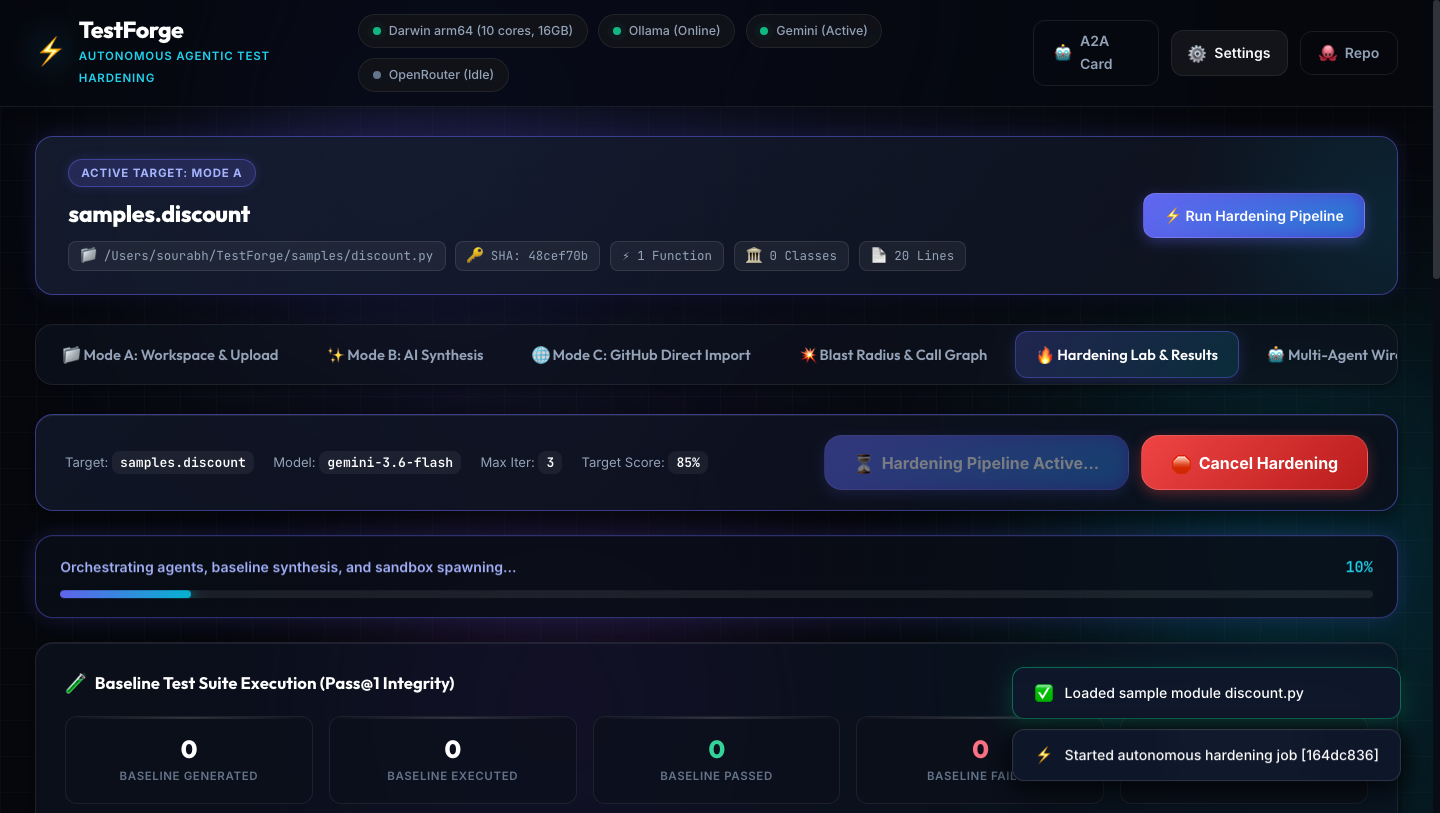 TestForge
AUTONOMOUS AGENTIC TEST
HARDENING
Darwin arm64 (10 cores, 16GB)
Ollama (Online)
Gemini (Active)
OpenRouter (Idle)
A2A
Card
Settings
Repo
ACTIVE TARGET: MODE A
samples.discount
/Users/sourabh/TestForge/samples/discount.py
SHA: 48cef70b
⚡ 1 Function
0 Classes
20 Lines
⚡ Run Hardening Pipeline
Mode A: Workspace & Upload
Mode B: AI Synthesis
Mode C: GitHub Direct Import
Blast Radius & Call Graph
Hardening Lab & Results
Multi-Agent Wir
Target: samples.discount
Model: gemini-3.6-flash
Max Iter: 3
Target Score: 85%
Hardening Pipeline Active...
Cancel Hardening
Orchestrating agents, baseline synthesis, and sandbox spawning...
10%
Baseline Test Suite Execution (Pass@1 Integrity)
0
BASELINE GENERATED
0
BASELINE EXECUTED
0
BASELINE PASSED
0
BASELINE FAI
Loaded sample module discount.py
Started autonomous hardening job [164dc836]